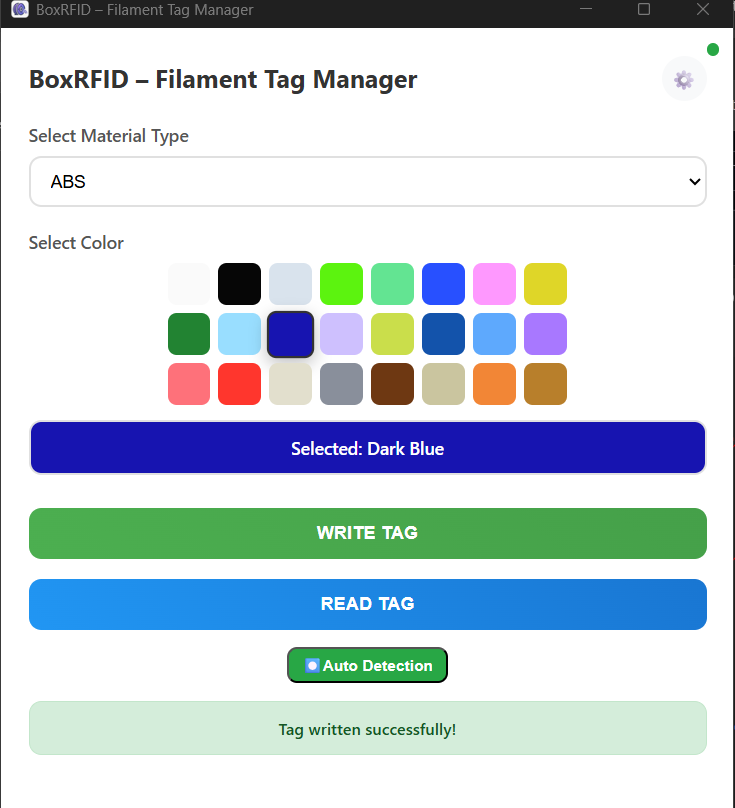 BoxRFID – Filament Tag Manager
BoxRFID – Filament Tag Manager
Select Material Type
ABS
Select Color
Selected: Dark Blue
WRITE TAG
READ TAG
Auto Detection
Tag written successfully!